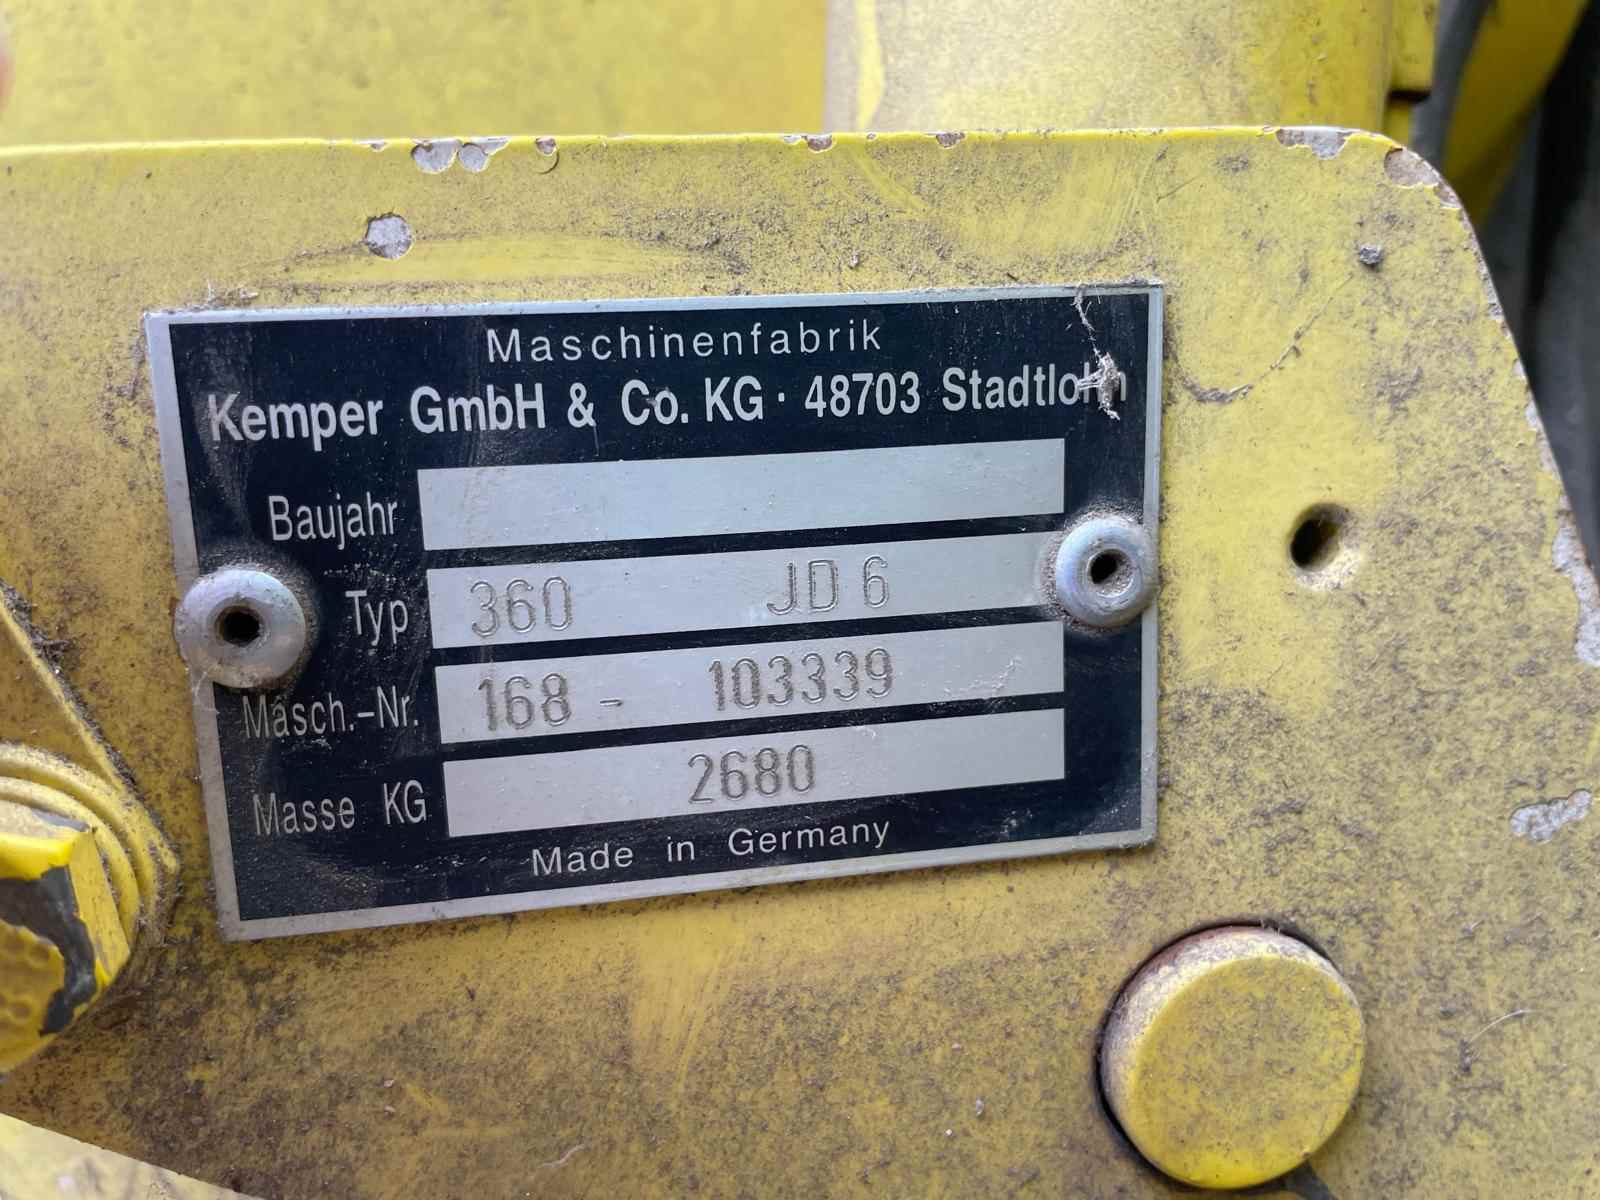 Maschinenfabrik
Kemper GmbH & Co. KG · 48703 Stadtlohn
Baujahr
Typ 360 JD 6
Masch.-Nr. 168 - 103339
Masse KG 2680
Made in Germany